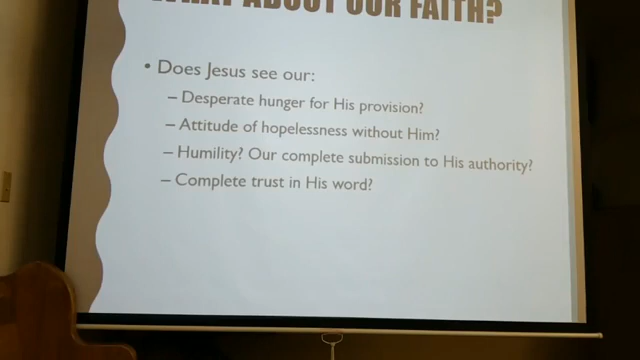 WHAT ABOUT OUR FAITH?
• Does Jesus see our:
– Desperate hunger for His provision?
– Attitude of hopelessness without Him?
– Humility? Our complete submission to His authority?
– Complete trust in His word?